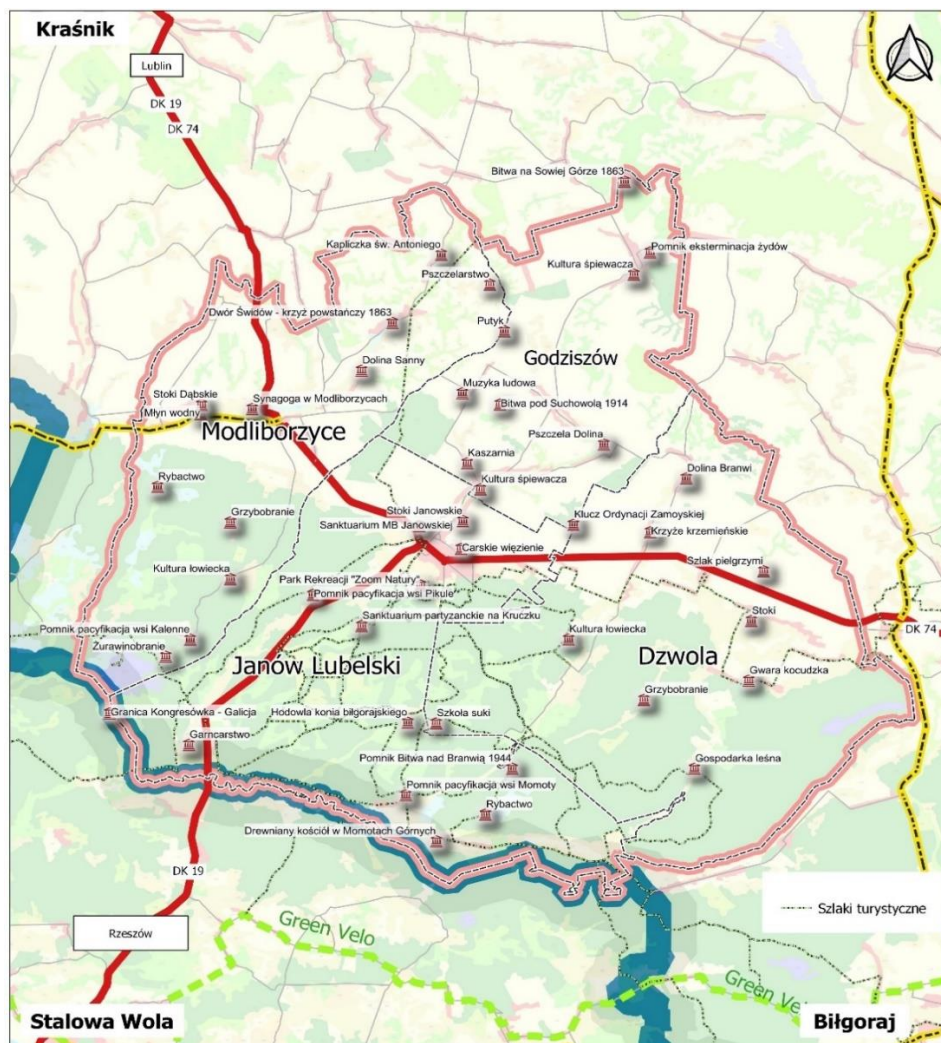 Kraśnik
Lublin
DK 19
DK 74
Bitwa na Sowiej Górze 1863
Kapliczka św. Antoniego
Pomnik eksterminacja żydów
Pszczelarstwo
Kultura śpiewacza
Dwór Świdów - krzyż powstańczy 1863
Putyk
Godziszów
Dolina Sanny
Muzyka ludowa
Stoki Dąbskie
Synagoga w Modliborzycach
Bitwa pod Suchowolą 1914
Młyn wodny
Modliborzyce
Pszczela Dolina
Kaszarnia
Rybactwo
Dolina Branwi
Kultura śpiewacza
Grzybobranie
Stoki Janowskie
Klucz Ordynacji Zamoyskiej
Sanktuarium MB Janowskiej
Krzyże krzemieńskie
Carskie więzienie
Szlak pielgrzymi
Kultura łowiecka
Park Rekreacji "Zoom Natury"
Pomnik pacyfikacja wsi Pikule
Stoki
Sanktuarium partyzanckie na Kruczku
DK 74
Pomnik pacyfikacja wsi Kalenne
Kultura łowiecka
Żurawinobranie
Janów Lubelski
Dzwola
Gwara kocudzka
Grzybobranie
Granica Kongresówka - Galicja
Hodowla konia biłgorajskiego
Szkoła suki
Garncarstwo
Pomnik Bitwa nad Branwią 1944
Gospodarka leśna
Pomnik pacyfikacja wsi Momoty
Rybactwo
Drewniany kościół w Momotach Górnych
DK 19
Szlaki turystyczne
Rzeszów
Green Velo
Green Velo
Stalowa Wola
Biłgoraj